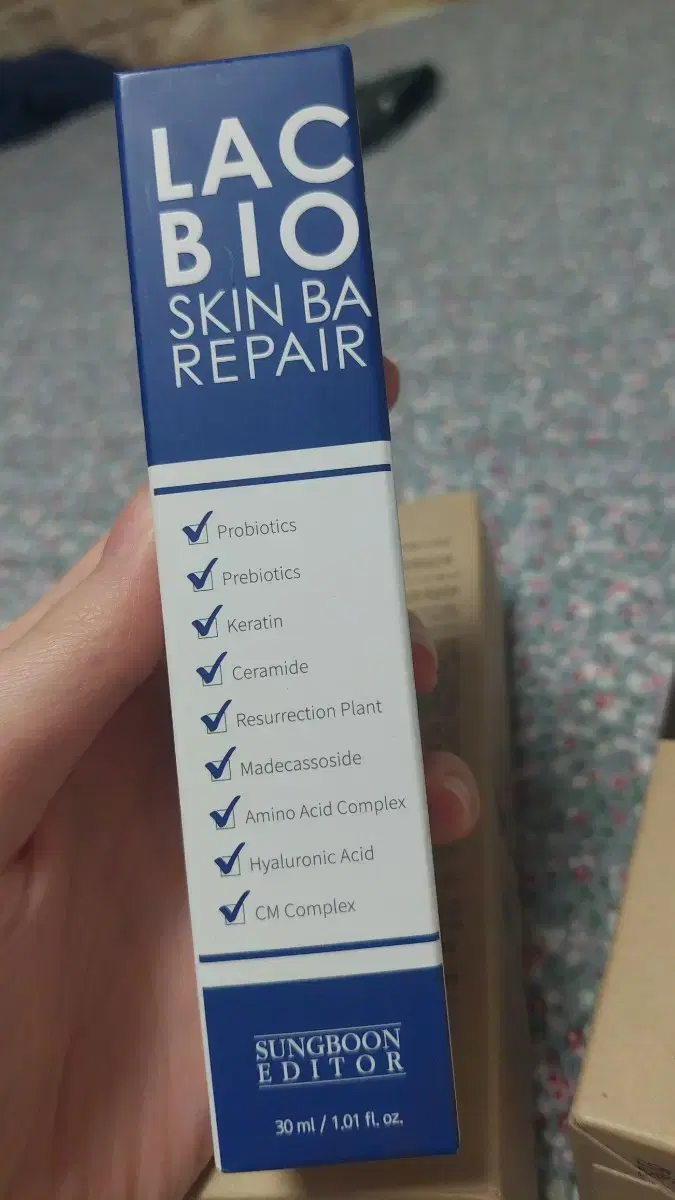 LAC
BIO
SKIN BA
REPAIR
Probiotics
Prebiotics
Keratin
Ceramide
Resurrection Plant
Madecassoside
Amino Acid Complex
Hyaluronic Acid
CM Complex
SUNGBOON
EDITOR
30 ml / 1.01 fl. oz.